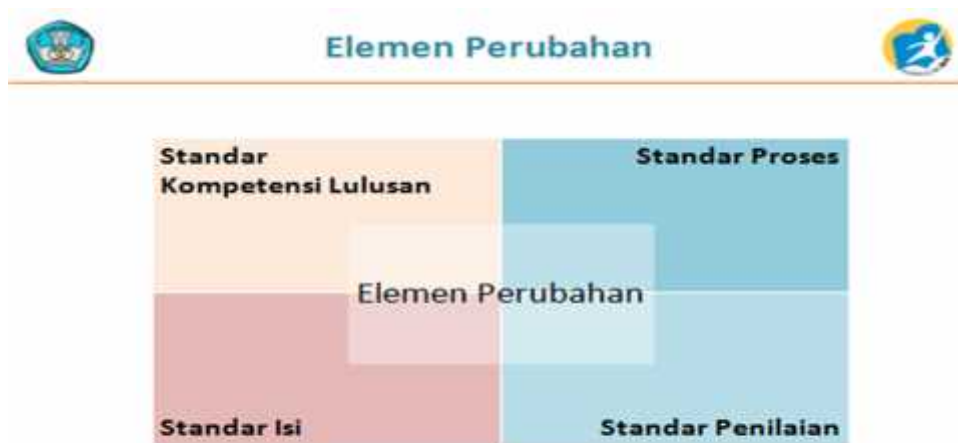 Elemen Perubahan
Standar
Kompetensi Lulusan
Standar Proses
Elemen Perubahan
Standar Isi
Standar Penilaian